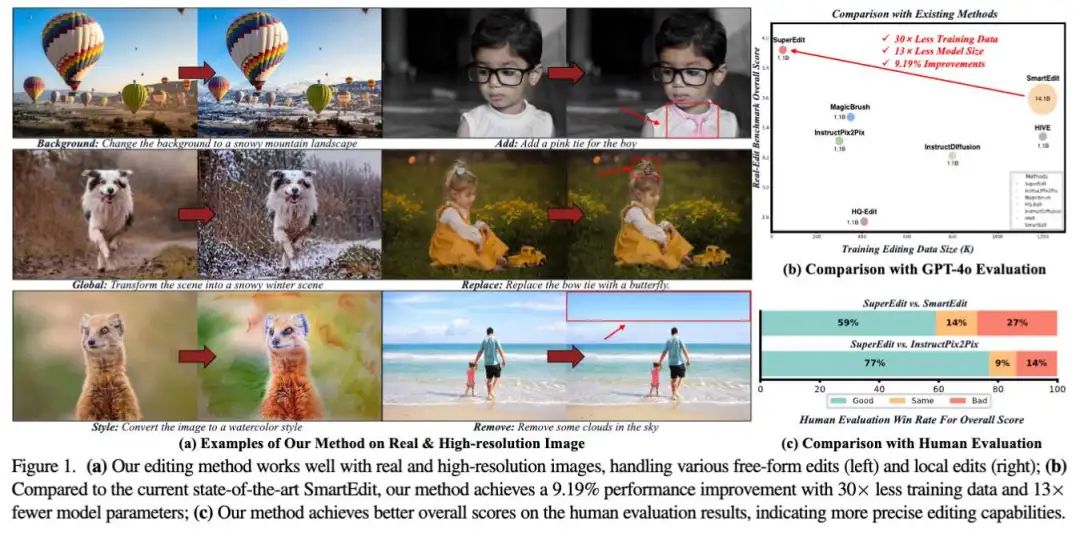 Background: Change the background to a snowy mountain landscape
Add: Add a pink tie for the boy
Global: Transform the scene into a snowy winter scene
Replace: Replace the bow tie with a butterfly.
Style: Convert the image to a watercolor style
Remove: Remove some clouds in the sky
(a) Examples of Our Method on Real & High-resolution Image
Comparison with Existing Methods
Real-Edit Benchmark Overall Score
SuperEdit
1.1B
✓ 30× Less Training Data
✓ 13× Less Model Size
✓ 9.19% Improvements
SmartEdit
14.1B
MagicBrush
1.1B
InstructPix2Pix
1.1B
HIVE
1.1B
InstructDiffusion
1.1B
HQ-Edit
1.1B
Methods
SuperEdit
InstructPix2Pix
MagicBrush
HQ-Edit
InstructDiffusion
HIVE
SmartEdit
0 200 400 600 800 1000 1200
Training Editing Data Size (K)
(b) Comparison with GPT-4o Evaluation
SuperEdit vs. SmartEdit
59% 14% 27%
SuperEdit vs. InstructPix2Pix
77% 9% 14%
0 20 40 60 80 100
Good Same Bad
Human Evaluation Win Rate For Overall Score
(c) Comparison with Human Evaluation
Figure 1. (a) Our editing method works well with real and high-resolution images, handling various free-form edits (left) and local edits (right); (b)
Compared to the current state-of-the-art SmartEdit, our method achieves a 9.19% performance improvement with 30× less training data and 13×
fewer model parameters; (c) Our method achieves better overall scores on the human evaluation results, indicating more precise editing capabilities.